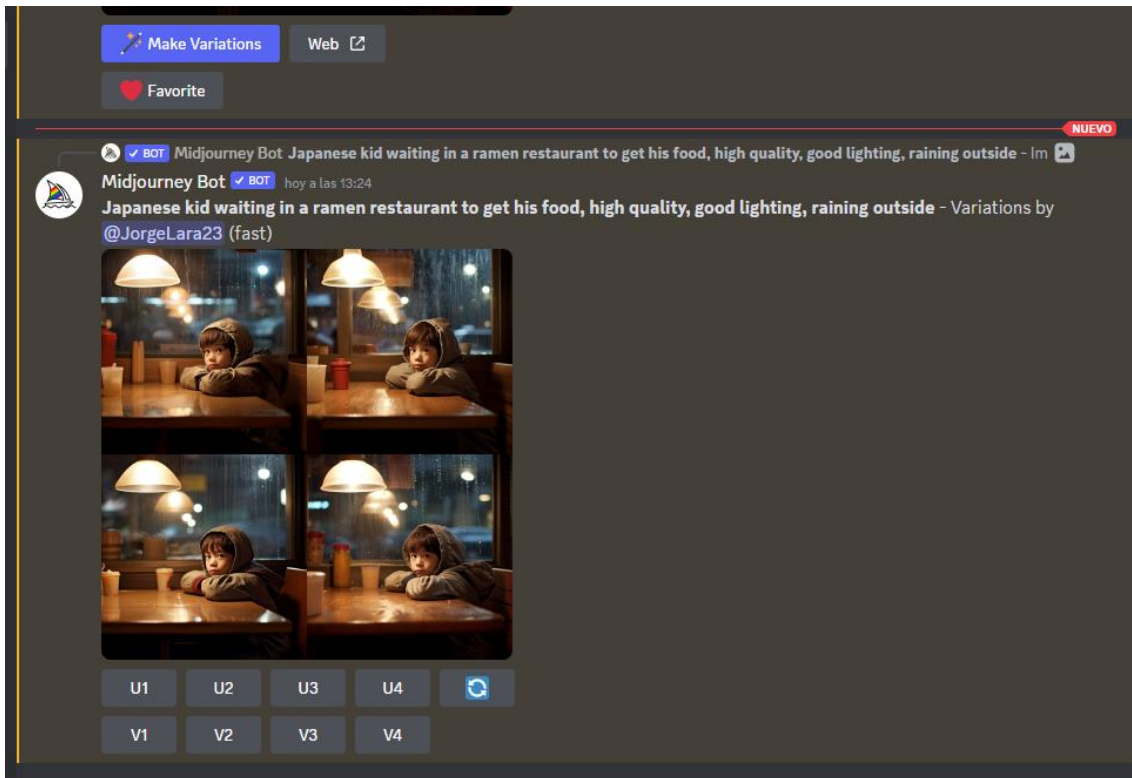 Make Variations
Web
Favorite
NUEVO
BOT Midjourney Bot Japanese kid waiting in a ramen restaurant to get his food, high quality, good lighting, raining outside - Im
Midjourney Bot BOT hoy a las 13:24
Japanese kid waiting in a ramen restaurant to get his food, high quality, good lighting, raining outside - Variations by
@JorgeLara23 (fast)
U1 U2 U3 U4
V1 V2 V3 V4